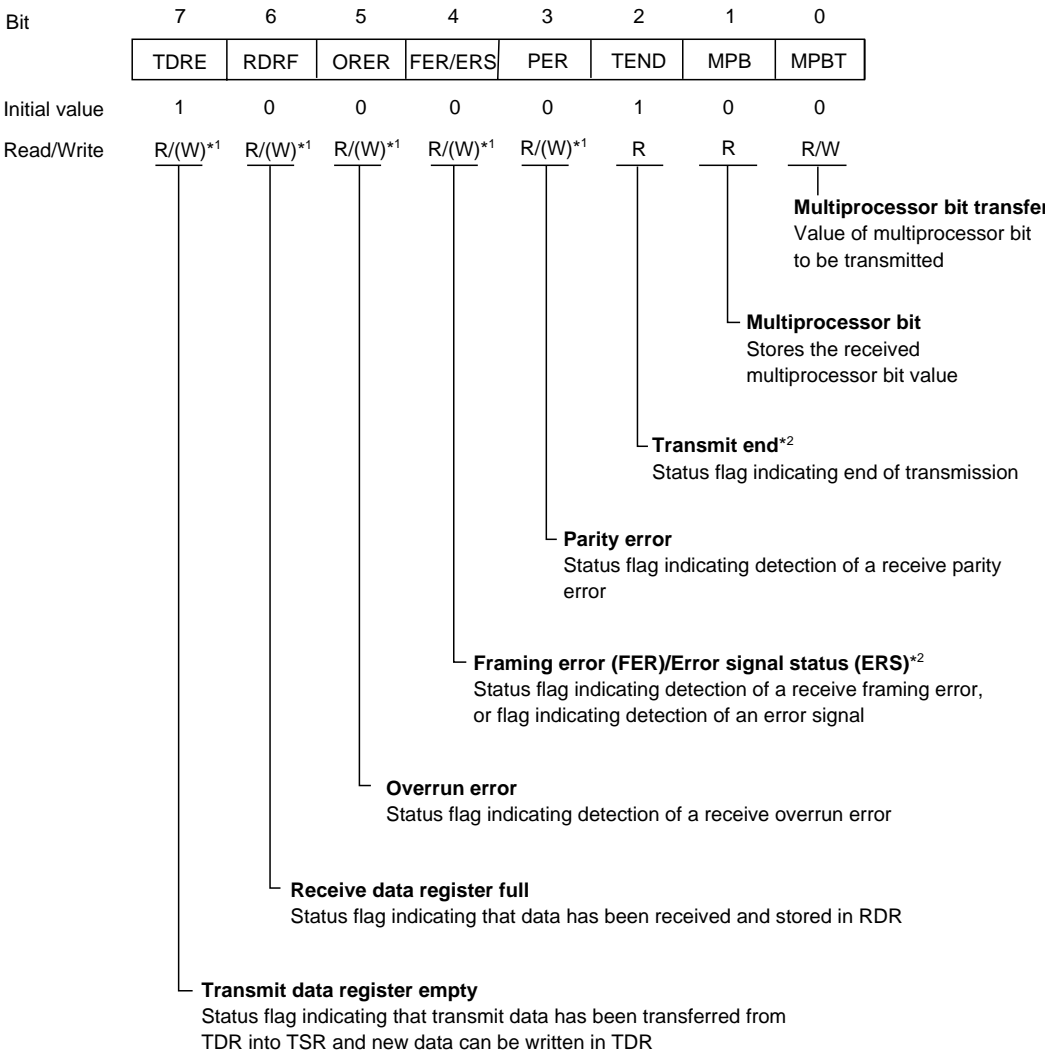 Bit 7 6 5 4 3 2 1 0
TDRE RDRF ORER FER/ERS PER TEND MPB MPBT
Initial value 1 0 0 0 0 1 0 0
Read/Write R/(W)*1 R/(W)*1 R/(W)*1 R/(W)*1 R/(W)*1 R R R/W
Multiprocessor bit transfer
Value of multiprocessor bit
to be transmitted
Multiprocessor bit
Stores the received
multiprocessor bit value
Transmit end*2
Status flag indicating end of transmission
Parity error
Status flag indicating detection of a receive parity
error
Framing error (FER)/Error signal status (ERS)*2
Status flag indicating detection of a receive framing error,
or flag indicating detection of an error signal
Overrun error
Status flag indicating detection of a receive overrun error
Receive data register full
Status flag indicating that data has been received and stored in RDR
Transmit data register empty
Status flag indicating that transmit data has been transferred from
TDR into TSR and new data can be written in TDR